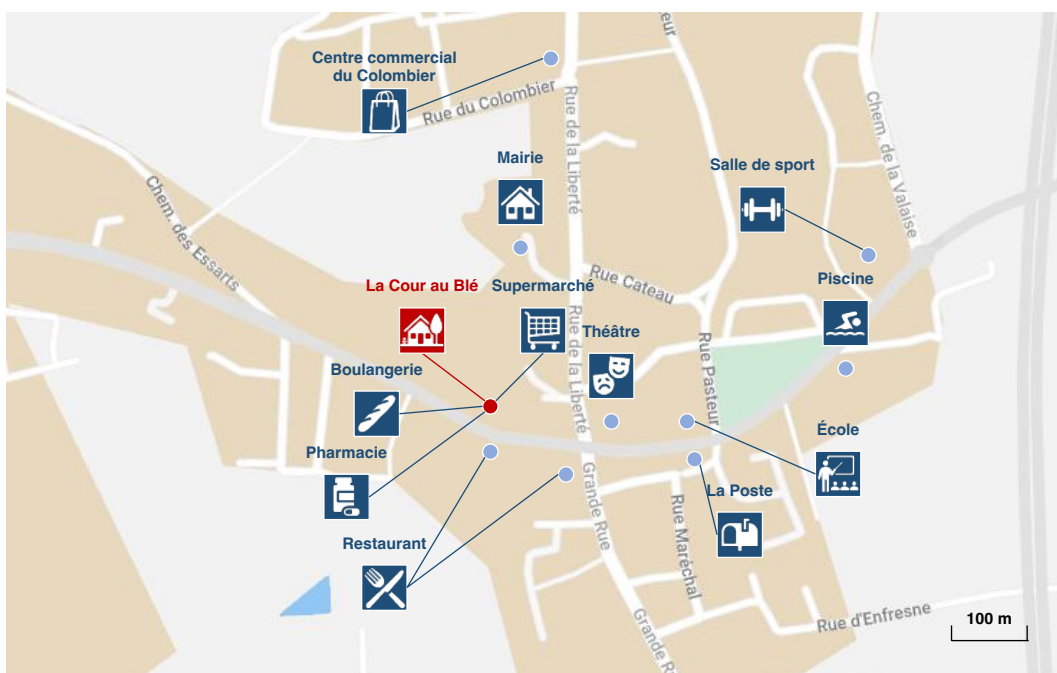 Centre commercial
du Colombier
Rue du Colombier
eur
Rue de la Liberté
Chem. de la Valaise
Mairie
Salle de sport
Chem. des Essarts
Rue Cateau
La Cour au Blé
Supermarché
Piscine
Rue de la Liberté
Théâtre
Rue Pasteur
Boulangerie
Pharmacie
École
La Poste
Grande Rue
Rue Maréchal
Restaurant
Rue d'Enfresne
100 m
Grande Ru